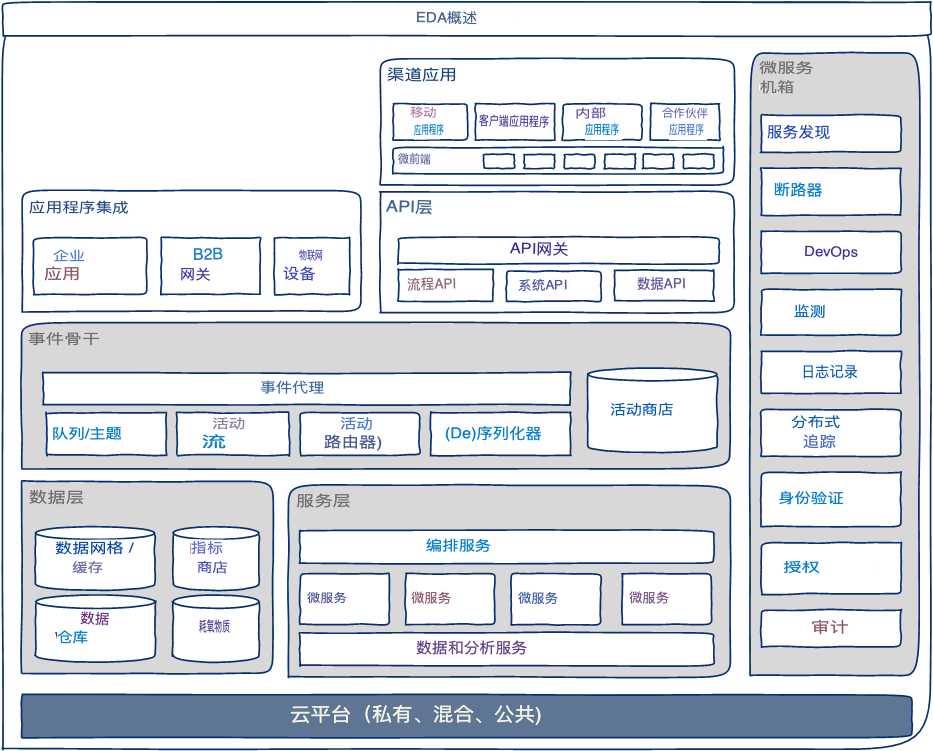 EDA概述
渠道应用
移动
应用程序
客户端应用程序
内部
应用程序
合作伙伴
应用程序
微前端
应用程序集成
企业
应用
B2B
网关
物联网
设备
API层
API网关
流程API
系统API
数据API
事件骨干
事件代理
队列/主题
活动
流
活动
路由器)
(De)序列化器
活动商店
数据层
数据网格 /
缓存
指标
商店
数据
仓库
耗氧物质
服务层
编排服务
微服务
微服务
微服务
微服务
数据和分析服务
微服务
机箱
服务发现
断路器
DevOps
监测
日志记录
分布式
追踪
身份验证
授权
审计
云平台（私有、混合、公共)